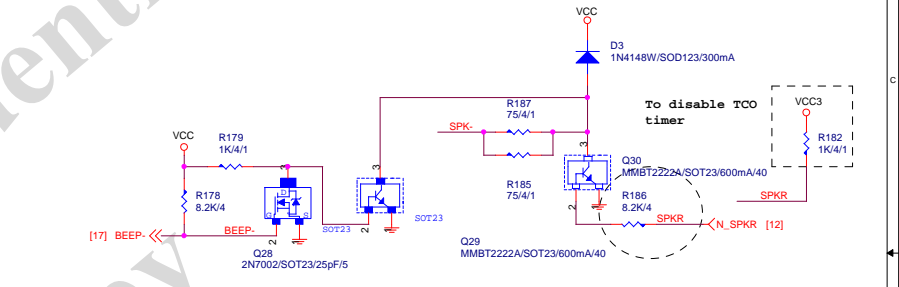 VCC
D3
1N4148W/SOD123/300mA
C
R187
75/4/1
SPK-
To disable TCO
timer
VCC3
R182
1K/4/1
VCC
R179
1K/4/1
3
3
3
D
G
S
R178
8.2K/4
R185
75/4/1
Q30
MMBT2222A/SOT23/600mA/40
R186
8.2K/4
SPKR
SPKR
N_SPKR [12]
[17] BEEP-
BEEP-
2
1
SOT23
2
1
SOT23
2
1
Q28
2N7002/SOT23/25pF/5
Q29
MMBT2222A/SOT23/600mA/40